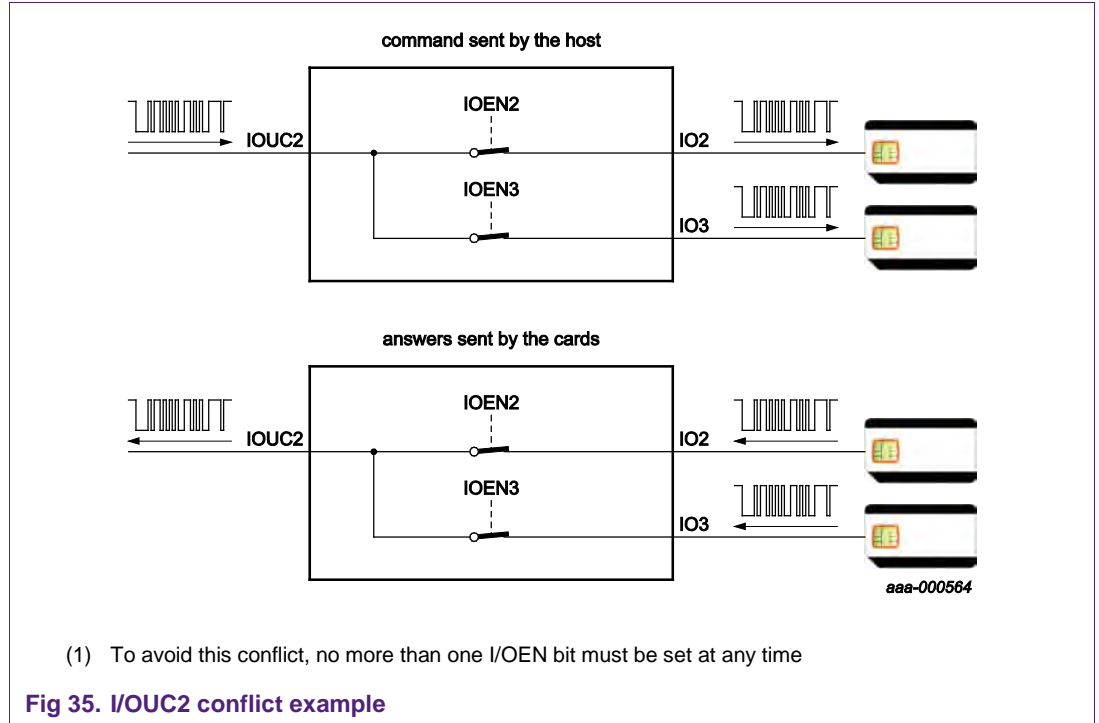 command sent by the host
IOEN2
IOUC2
IO2
IOEN3
IO3
answers sent by the cards
IOEN2
IOUC2
IO2
IOEN3
IO3
aaa-000564
(1) To avoid this conflict, no more than one I/OEN bit must be set at any time
Fig 35. I/OUC2 conflict example